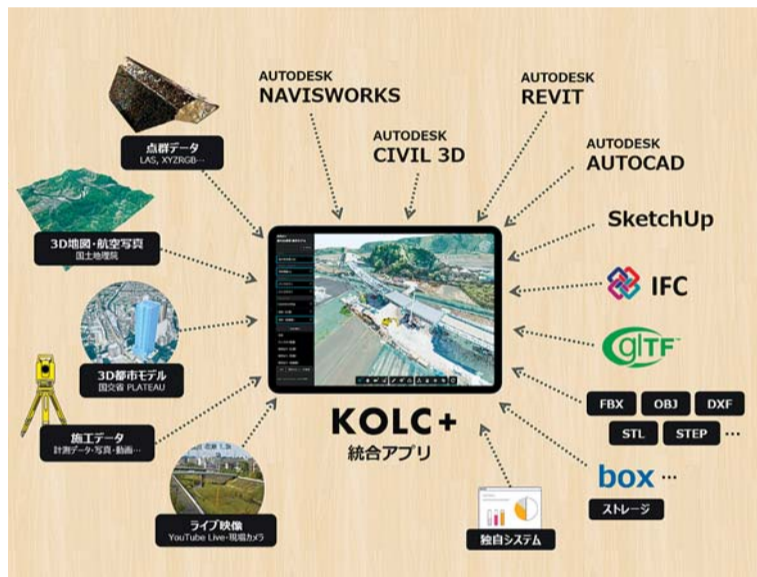 AUTODESK
NAVISWORKS
AUTODESK
REVIT
AUTODESK
CIVIL 3D
AUTODESK
AUTOCAD
点群データ
LAS, XYZRGB…
SketchUp
3D地図・航空写真
国土地理院
IFC
glTF™
3D都市モデル
国交省 PLATEAU
FBX OBJ DXF
STL STEP …
KOLC+
統合アプリ
施工データ
計測データ・写真・動画…
box …
ストレージ
ライブ映像
YouTube Live・現場カメラ
独自システム